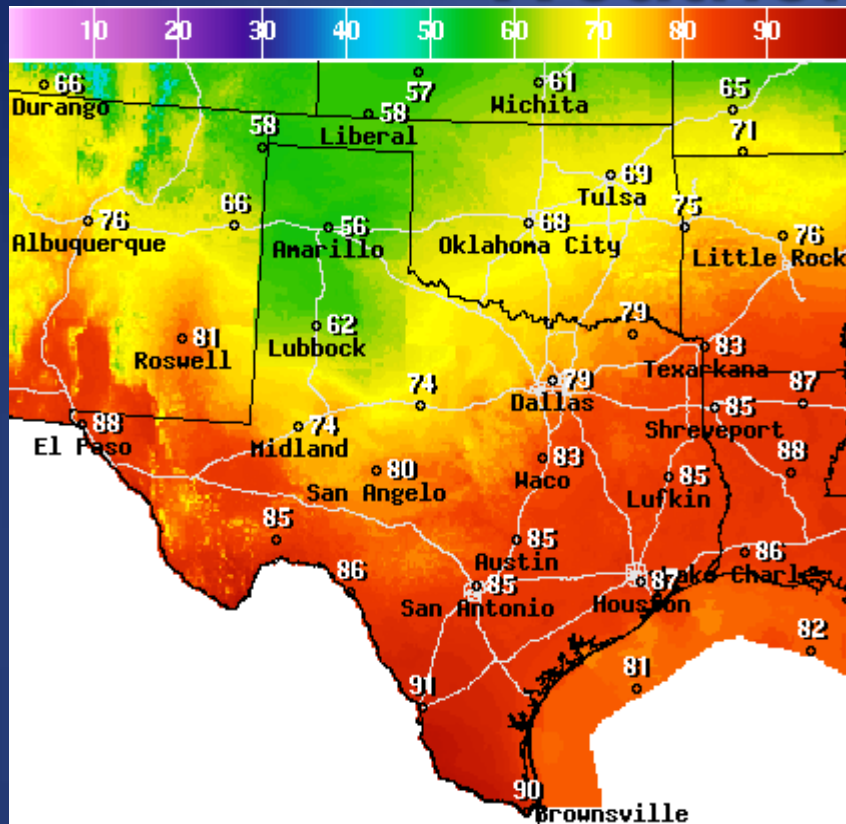 10 20 30 40 50 60 70 80 90
66
Durango
57
61
Wichita
65
58
Liberal
58
71
69
Tulsa
76
Albuquerque
66
56
Amarillo
68
Oklahoma City
75
76
Little Rock
81
Roswell
62
Lubbock
79
83
Texarkana
74
79
Dallas
87
85
Shreveport
88
El Paso
74
Midland
80
San Angelo
83
Waco
85
Lufkin
88
85
85
Austin
86
Lake Charles
86
85
San Antonio
87
Houston
82
81
91
90
Brownsville